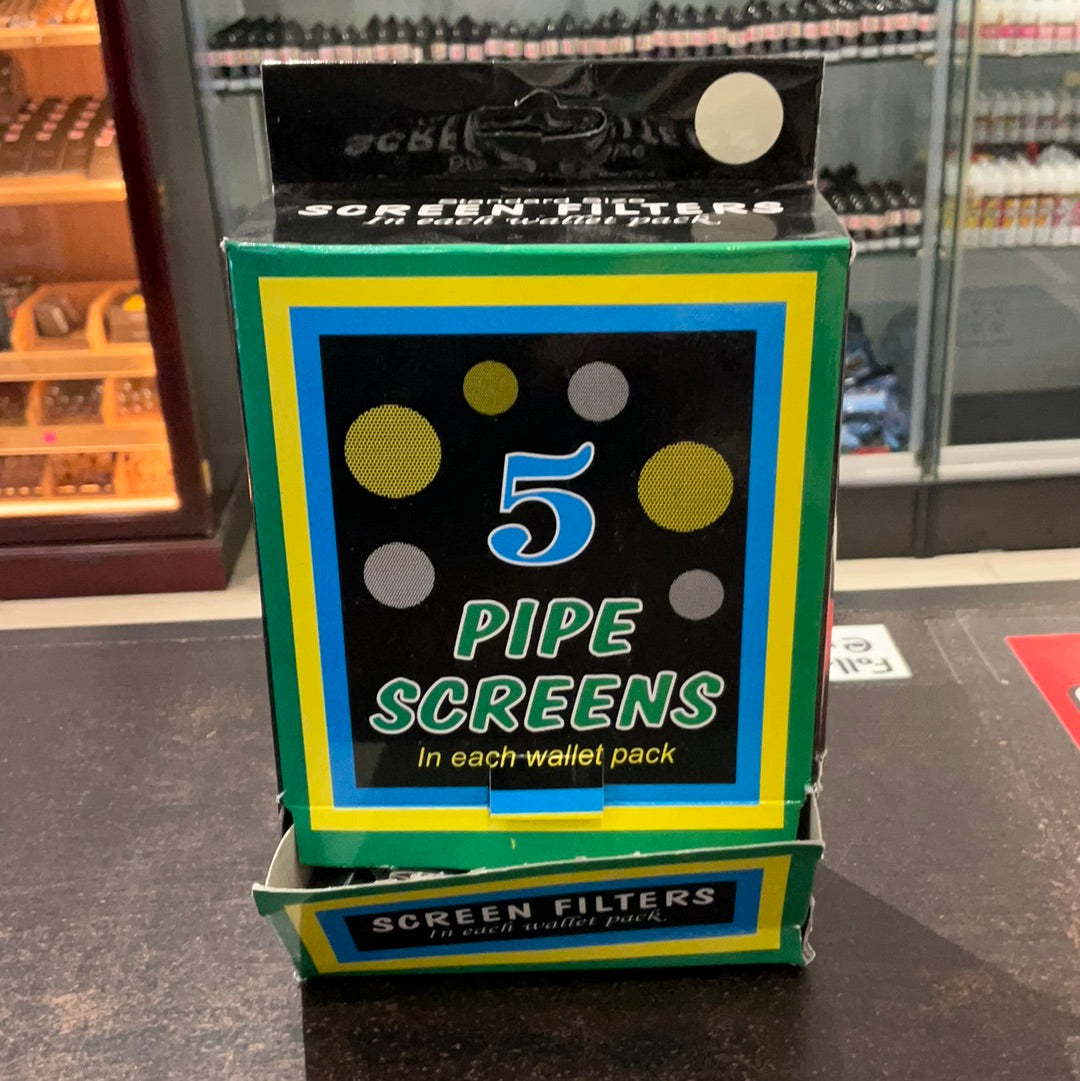 SCREEN FILTERS
In each wallet pack
5
PIPE
SCREENS
In each wallet pack
SCREEN FILTERS
In each wallet pack